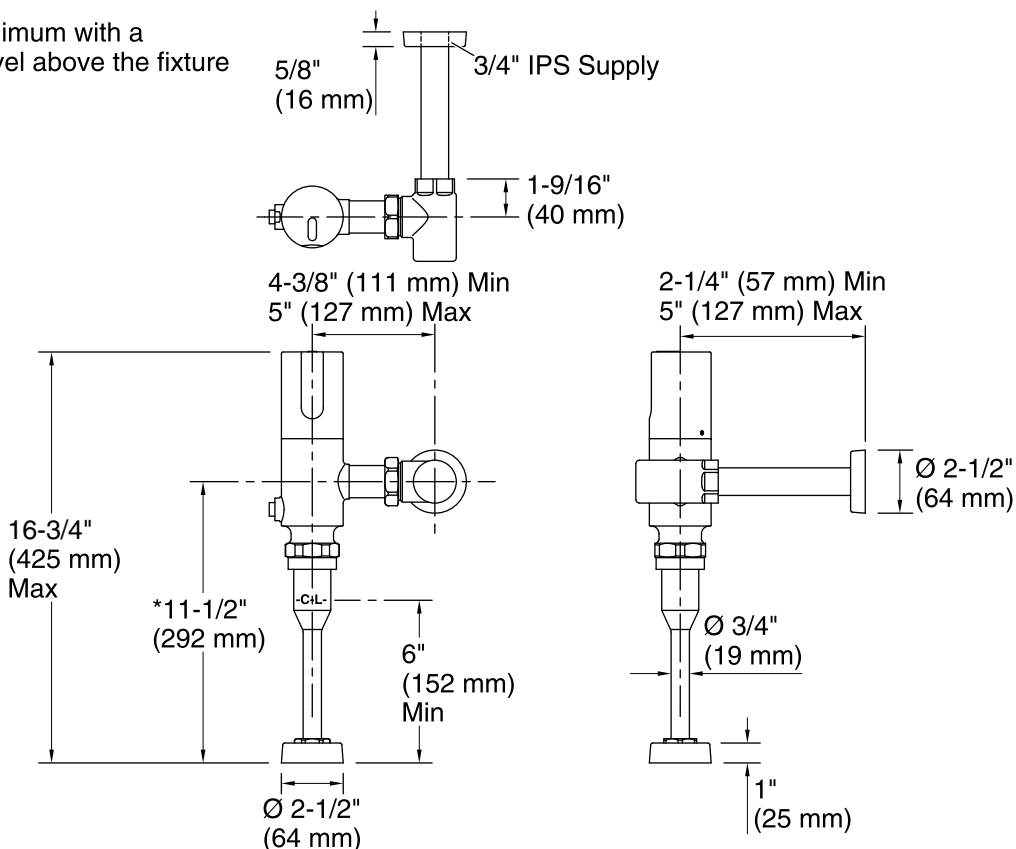 nimum with a
vel above the fixture
5/8"
(16 mm)
3/4" IPS Supply
1-9/16"
(40 mm)
4-3/8" (111 mm) Min
5" (127 mm) Max
2-1/4" (57 mm) Min
5" (127 mm) Max
Ø 2-1/2"
(64 mm)
16-3/4"
(425 mm)
Max
*11-1/2"
(292 mm)
-C-L-
6"
(152 mm)
Min
Ø 3/4"
(19 mm)
Ø 2-1/2"
(64 mm)
1"
(25 mm)